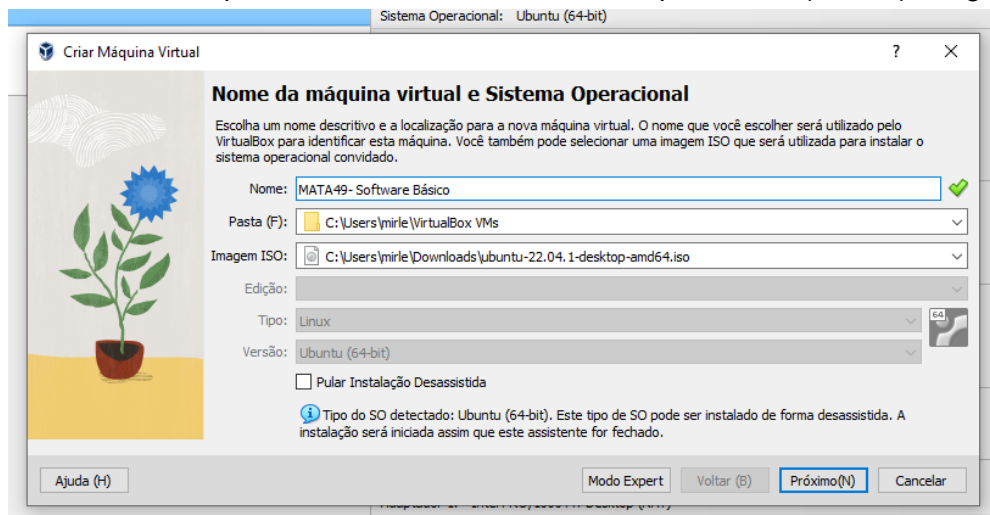 Sistema Operacional: Ubuntu (64-bit)
Criar Máquina Virtual
?
Nome da máquina virtual e Sistema Operacional
Escolha um nome descritivo e a localização para a nova máquina virtual. O nome que você escolher será utilizado pelo
VirtualBox para identificar esta máquina. Você também pode selecionar uma imagem ISO que será utilizada para instalar o
sistema operacional convidado.
Nome: MATA49- Software Básico
Pasta (F): C:\Users\mirle\VirtualBox VMs
Imagem ISO: C:\Users\mirle\Downloads\ubuntu-22.04.1-desktop-amd64.iso
Edição:
Tipo: Linux
64
Versão: Ubuntu (64-bit)
Pular Instalação Desassistida
Tipo do SO detectado: Ubuntu (64-bit). Este tipo de SO pode ser instalado de forma desassistida. A
instalação será iniciada assim que este assistente for fechado.
Ajuda (H) Modo Expert Voltar (B) Próximo(N) Cancelar